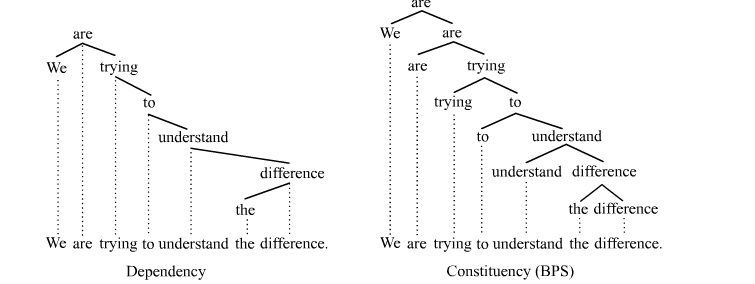 are
We trying
to
understand
difference
the
We are trying to understand the difference.
Dependency
are
We are
are trying
trying to
to understand
understand difference
the difference
We are trying to understand the difference.
Constituency (BPS)